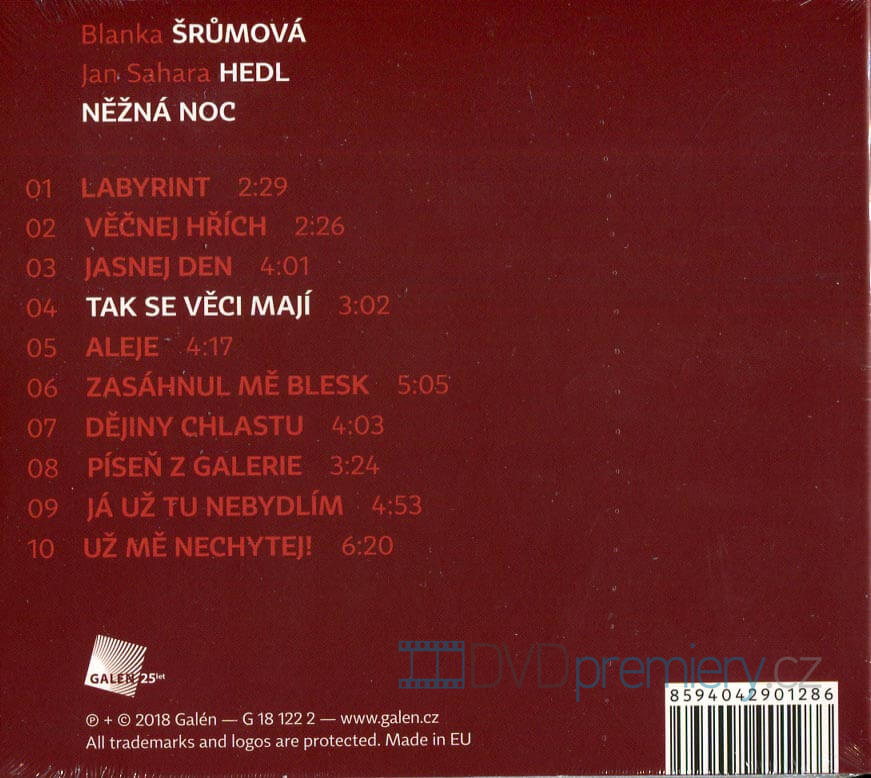 Blanka ŠRŮMOVÁ
Jan Sahara HEDL
NĚŽNÁ NOC
01 LABYRINT 2:29
02 VĚČNEJ HŘÍCH 2:26
03 JASNEJ DEN 4:01
04 TAK SE VĚCI MAJÍ 3:02
05 ALEJE 4:17
06 ZASÁHNUL MĚ BLESK 5:05
07 DĚJINY CHLASTU 4:03
08 PÍSEŇ Z GALERIE 3:24
09 JÁ UŽ TU NEBYDLÍM 4:53
10 UŽ MĚ NECHYTEJ! 6:20
GALÉN 25let
DVDpremiery.cz
8594042901286
℗ + © 2018 Galén — G 18 122 2 — www.galen.cz
All trademarks and logos are protected. Made in EU